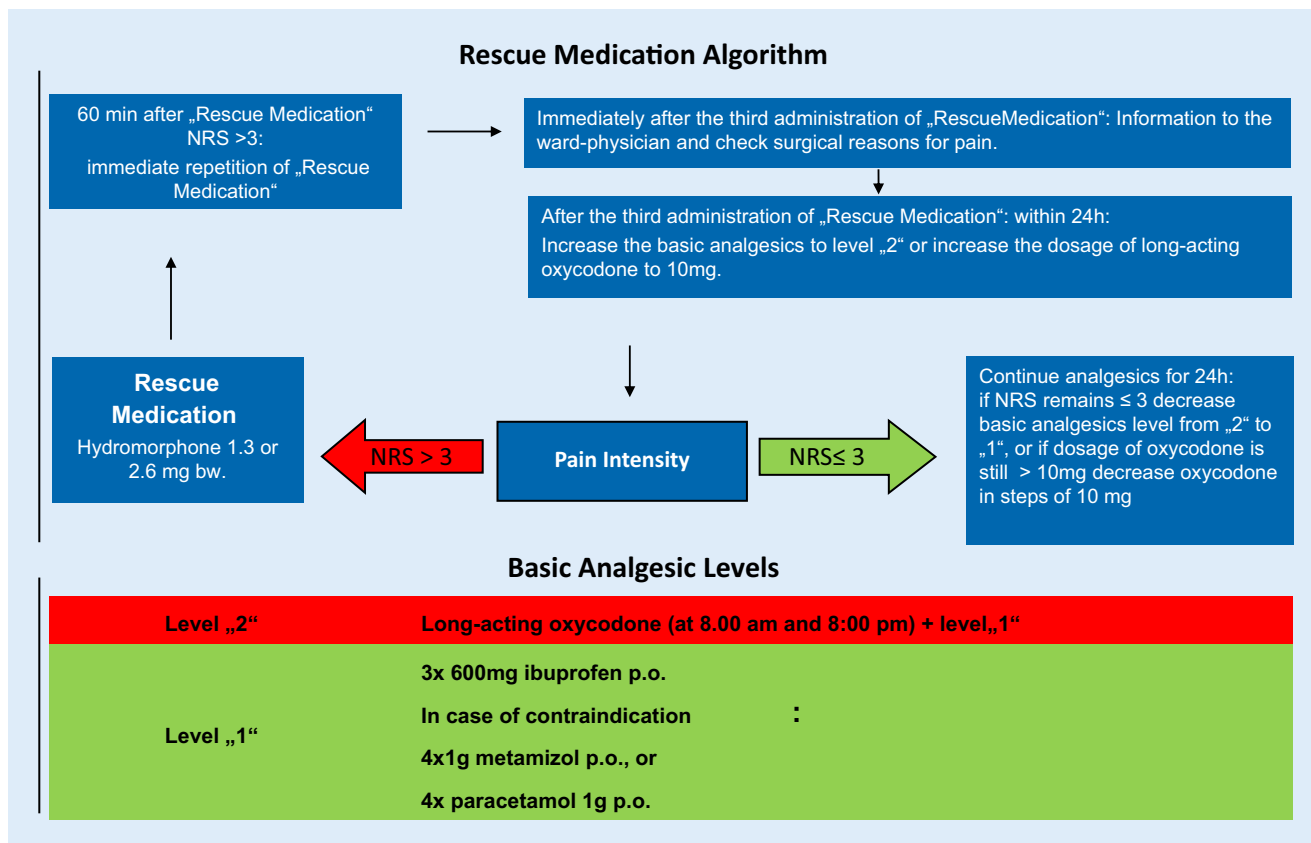 Rescue Medication Algorithm
60 min after „Rescue Medication“
NRS >3:
immediate repetition of „Rescue
Medication“
Immediately after the third administration of „RescueMedication“: Information to the
ward-physician and check surgical reasons for pain.
After the third administration of „Rescue Medication“: within 24h:
Increase the basic analgesics to level „2“ or increase the dosage of long-acting
oxycodone to 10mg.
Rescue
Medication
Hydromorphone 1.3 or
2.6 mg bw.
NRS > 3
Pain Intensity
NRS≤ 3
Continue analgesics for 24h:
if NRS remains ≤ 3 decrease
basic analgesics level from „2“ to
„1“, or if dosage of oxycodone is
still > 10mg decrease oxycodone
in steps of 10 mg
Basic Analgesic Levels
Level „2“
Long-acting oxycodone (at 8.00 am and 8:00 pm) + level„1“
Level „1“
3x 600mg ibuprofen p.o.
In case of contraindication :
4x1g metamizol p.o., or
4x paracetamol 1g p.o.